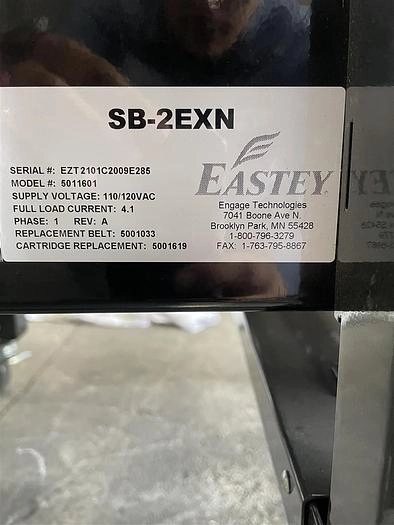 SB-2EXN
SERIAL #: EZT2101C2009E285
MODEL #: 5011601
SUPPLY VOLTAGE: 110/120VAC
FULL LOAD CURRENT: 4.1
PHASE: 1 REV: A
REPLACEMENT BELT: 5001033
CARTRIDGE REPLACEMENT: 5001619
EASTEY
Engage Technologies
7041 Boone Ave N.
Brooklyn Park, MN 55428
1-800-796-3279
FAX: 1-763-795-8867